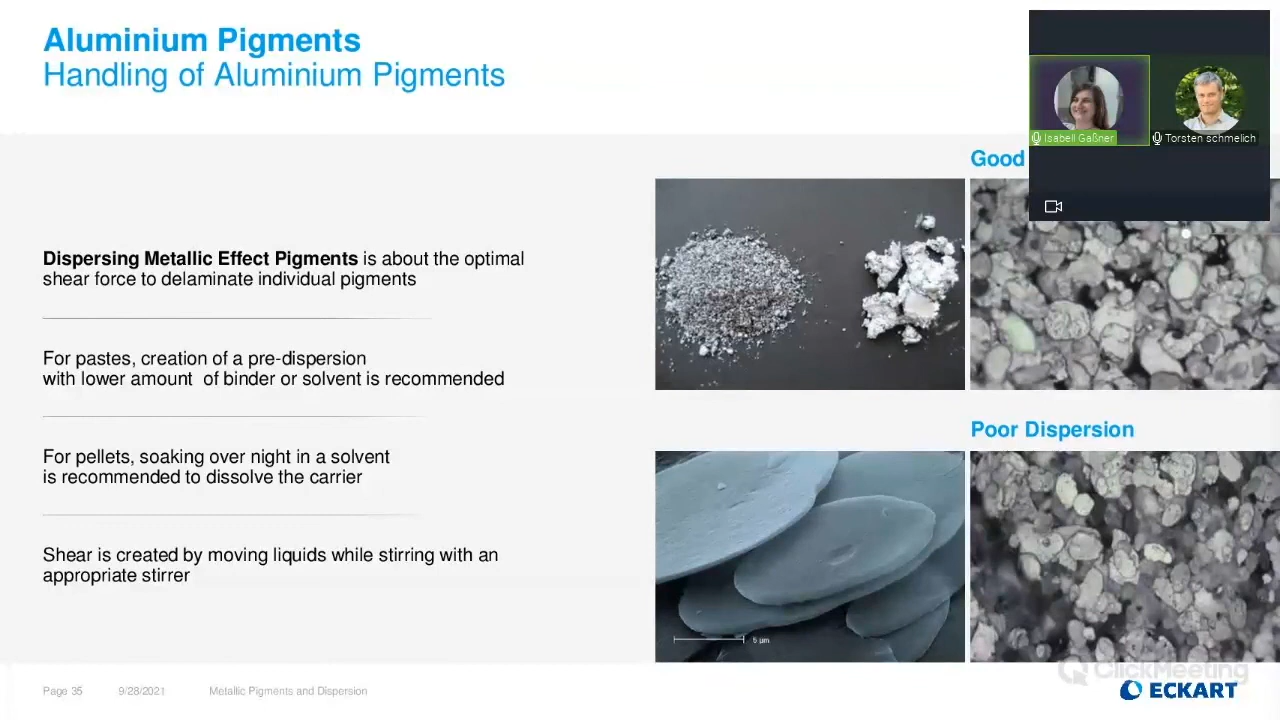 Aluminium Pigments
Handling of Aluminium Pigments
Isabell Gaßner
Torsten schmelich
Good
Dispersing Metallic Effect Pigments is about the optimal
shear force to delaminate individual pigments
For pastes, creation of a pre-dispersion
with lower amount of binder or solvent is recommended
Poor Dispersion
For pellets, soaking over night in a solvent
is recommended to dissolve the carrier
Shear is created by moving liquids while stirring with an
appropriate stirrer
5 µm
ClickMeeting
Page 35
9/28/2021
Metallic Pigments and Dispersion
ECKART